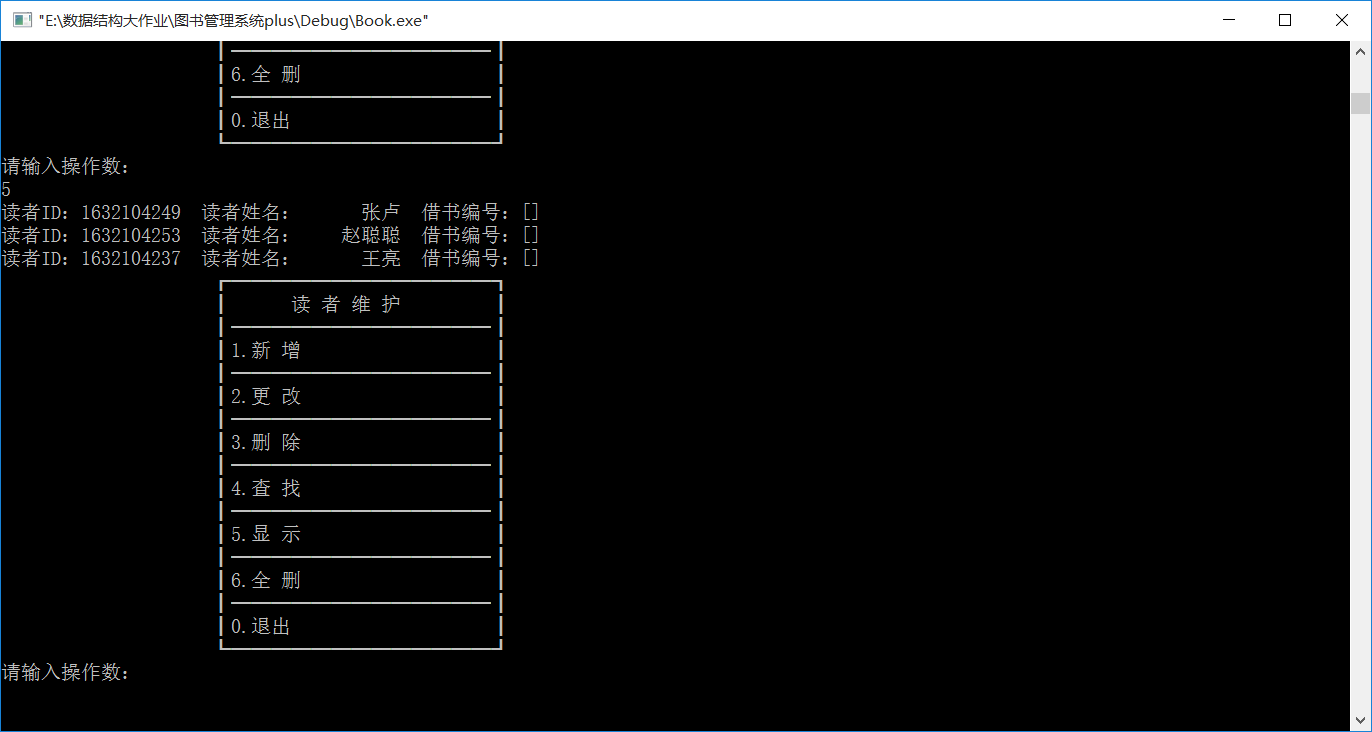 "E:\数据结构大作业\图书管理系统plus\Debug\Book.exe"
6.全 删
0.退出
请输入操作数：
5
读者ID：1632104249 读者姓名： 张卢 借书编号：[]
读者ID：1632104253 读者姓名： 赵聪聪 借书编号：[]
读者ID：1632104237 读者姓名： 王亮 借书编号：[]
读 者 维 护
1.新 增
2.更 改
3.删 除
4.查 找
5.显 示
6.全 删
0.退出
请输入操作数：